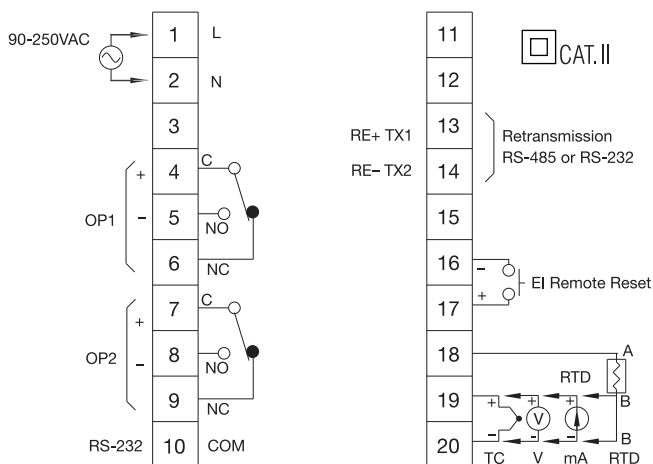 90-250VAC
1 L
2 N
3
4 C
+
OP1
5 NO
−
6 NC
7 C
+
OP2
8 NO
−
9 NC
RS-232 10 COM
11
CAT.II
12
RE+ TX1 13
Retransmission
RS-485 or RS-232
RE− TX2 14
15
16
−
EI Remote Reset
+
17
18 A
RTD
19 + + + B
V
20 − - − B
TC V mA RTD